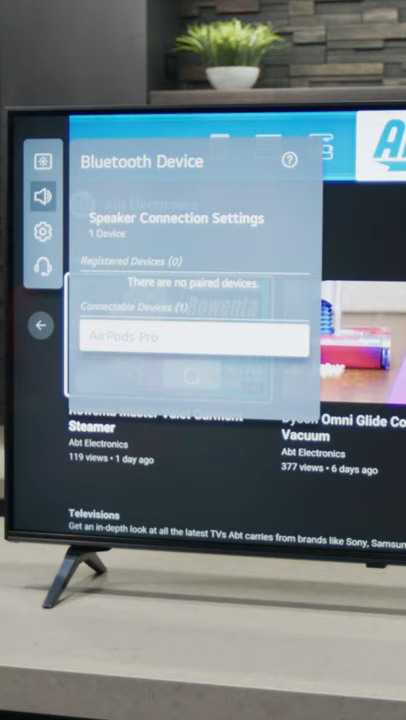 Bluetooth Device
?
Abt Electronics
Speaker Connection Settings
1 Device
Registered Devices (0)
There are no paired devices.
Connectable Devices (1)
Rowenta
AirPods Pro
Rowenta Master Valet Garment
Steamer
Abt Electronics
119 views • 1 day ago
Dyson Omni Glide Co
Vacuum
Abt Electronics
377 views • 6 days ago
Televisions
Get an in-depth look at all the latest TVs Abt carries from brands like Sony, Samsun